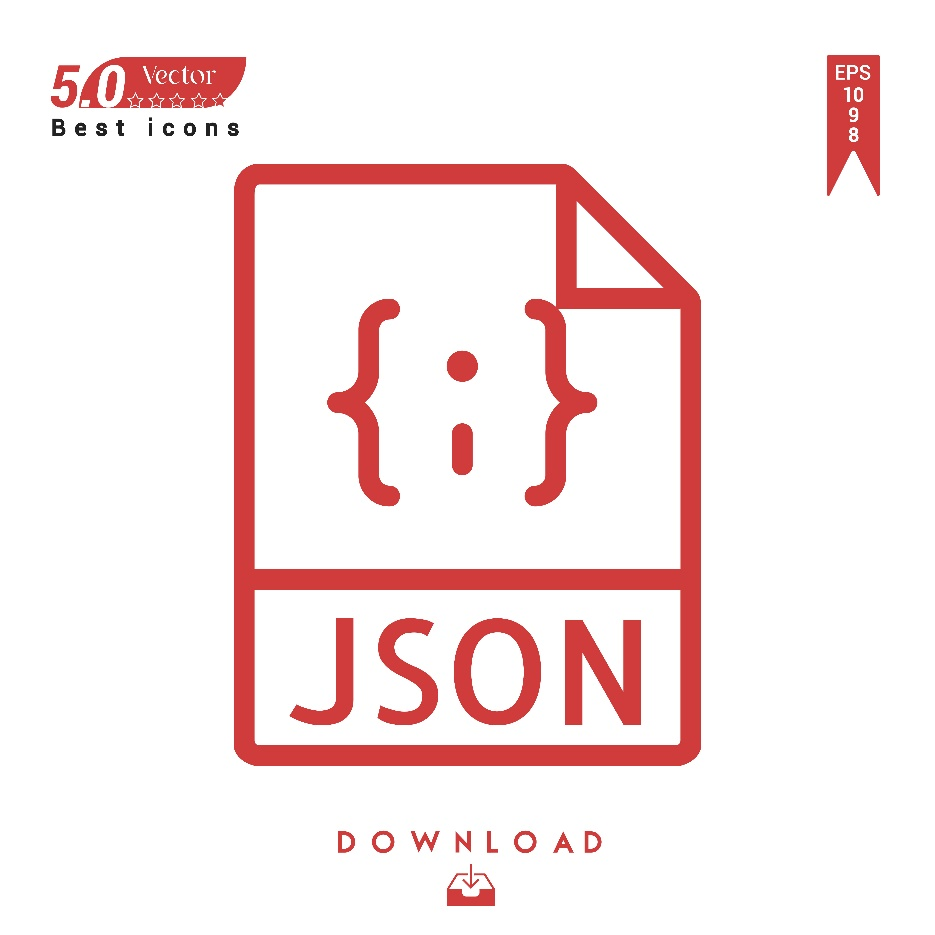 5.0 Vector
Best icons
EPS
10
9
8
{;}
JSON
DOWNLOAD